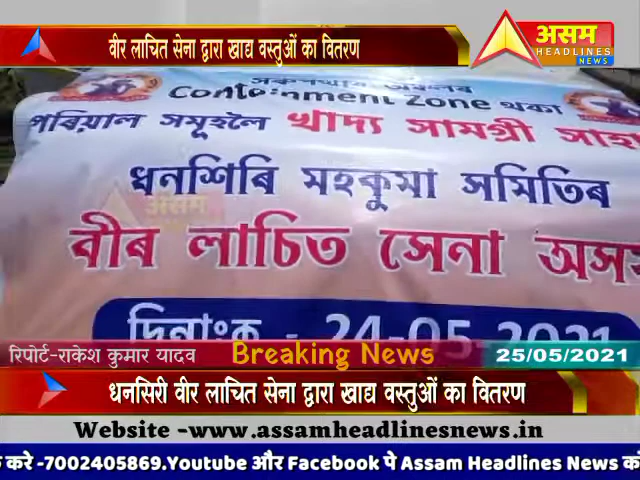 वीर लाचित सेना द्वारा खाद्य वस्तुओं का वितरण
असम
HEADLINES
NEWS
Containment Zone থকা
পৰিয়াল সমূহলৈ খাদ্য সামগ্ৰী
ধনশিৰি মহকুমা সমিতিৰ
বীৰ লাচিত সেনা
असम
দিনাংক - 24-05-2021
रिपोर्ट-राकेश कुमार यादव
Breaking News
25/05/2021
धनसिरी वीर लाचित सेना द्वारा खाद्य वस्तुओं का वितरण
Website -www.assamheadlinesnews.in
करे -7002405869.Youtube और Facebook पे Assam Headlines News